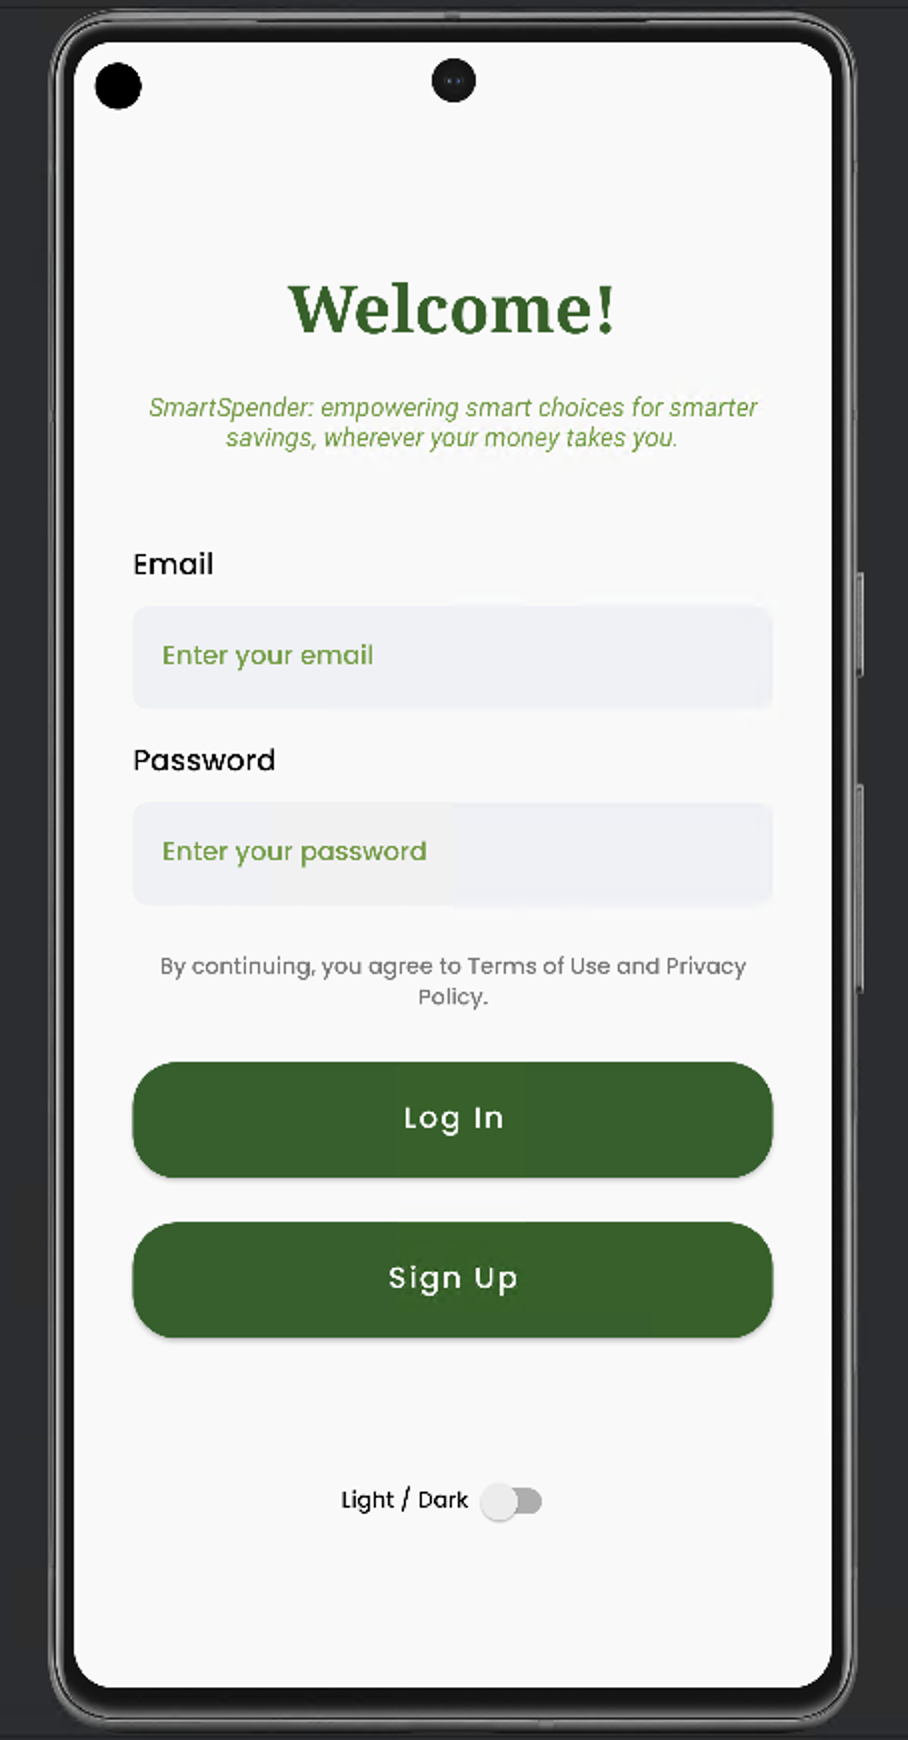 Welcome!
SmartSpender: empowering smart choices for smarter
savings, wherever your money takes you.
Email
Enter your email
Password
Enter your password
By continuing, you agree to Terms of Use and Privacy
Policy.
Log In
Sign Up
Light / Dark